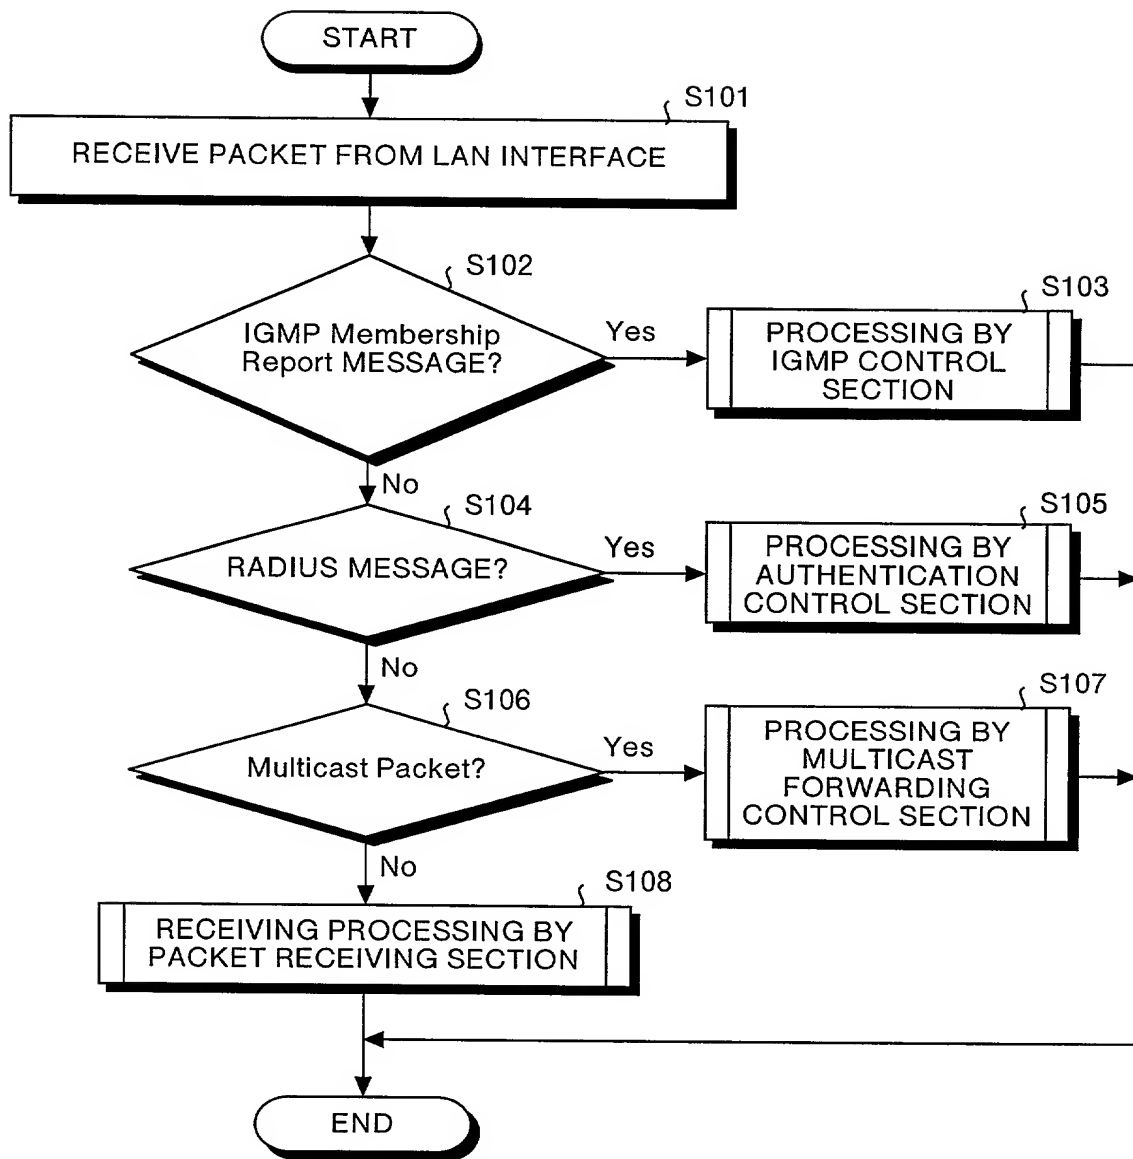 START
S101
RECEIVE PACKET FROM LAN INTERFACE
S102
IGMP Membership
Report MESSAGE?
Yes
S103
PROCESSING BY
IGMP CONTROL
SECTION
No
S104
RADIUS MESSAGE?
Yes
S105
PROCESSING BY
AUTHENTICATION
CONTROL SECTION
No
S106
Multicast Packet?
Yes
S107
PROCESSING BY
MULTICAST
FORWARDING
CONTROL SECTION
No
S108
RECEIVING PROCESSING BY
PACKET RECEIVING SECTION
END